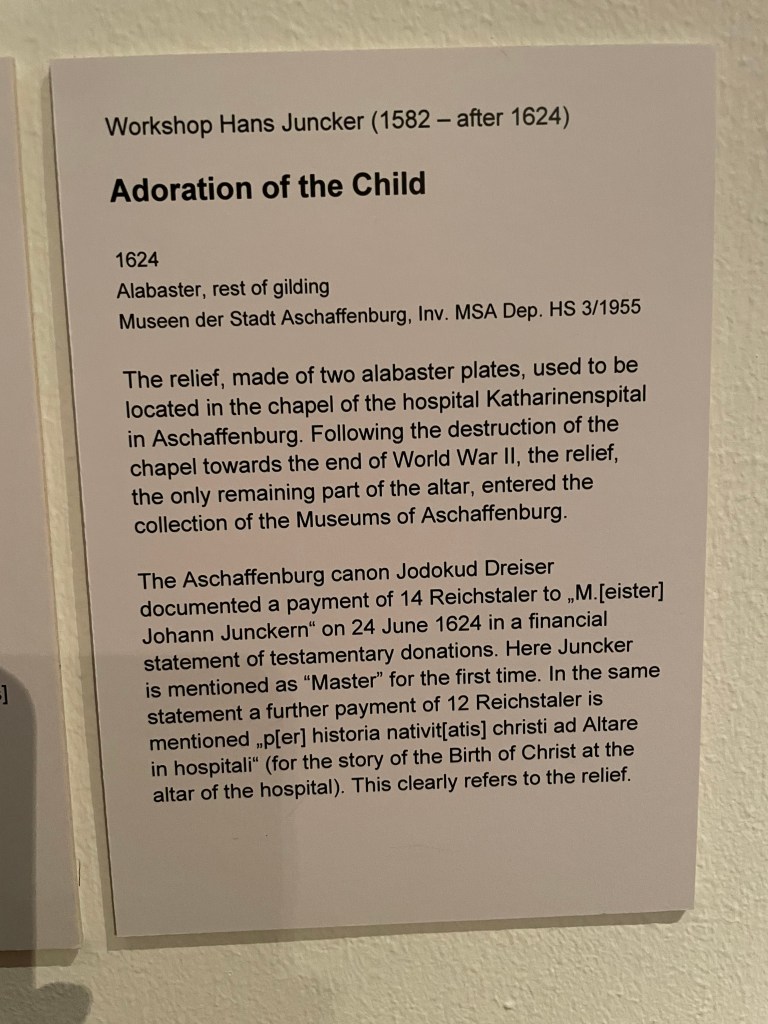 Workshop Hans Juncker (1582 – after 1624)
Adoration of the Child
1624
Alabaster, rest of gilding
Museen der Stadt Aschaffenburg, Inv. MSA Dep. HS 3/1955
The relief, made of two alabaster plates, used to be
located in the chapel of the hospital Katharinenspital
in Aschaffenburg. Following the destruction of the
chapel towards the end of World War II, the relief,
the only remaining part of the altar, entered the
collection of the Museums of Aschaffenburg.
The Aschaffenburg canon Jodokud Dreiser
documented a payment of 14 Reichstaler to „M.[eister]
Johann Junckern“ on 24 June 1624 in a financial
statement of testamentary donations. Here Juncker
is mentioned as “Master” for the first time. In the same
statement a further payment of 12 Reichstaler is
mentioned „p[er] historia nativit[atis] christi ad Altare
in hospitali“ (for the story of the Birth of Christ at the
altar of the hospital). This clearly refers to the relief.